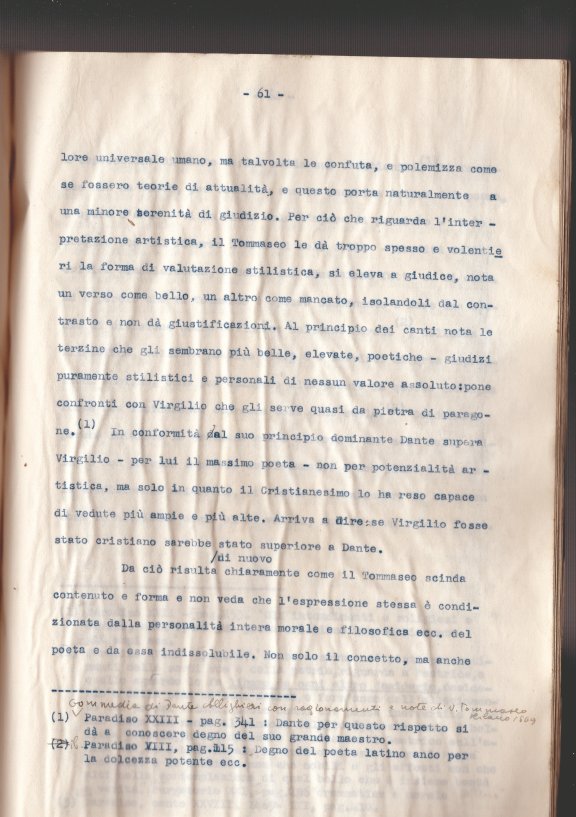 - 61 -
lore universale umano, ma talvolta le confuta, e polemizza come
se fossero teorie di attualità, e questo porta naturalmente a
una minore serenità di giudizio. Per ciò che riguarda l'inter -
pretazione artistica, il Tommaseo le dà troppo spesso e volentie
ri la forma di valutazione stilistica, si eleva a giudice, nota
un verso come bello, un altro come mancato, isolandoli dal con-
trasto e non dà giustificazioni. Al principio dei canti nota le
terzine che gli sembrano più belle, elevate, poetiche - giudizi
puramente stilistici e personali di nessun valore assoluto:pone
confronti con Virgilio che gli serve quasi da pietra di parago-
ne.(1) In conformità al suo principio dominante Dante supera
Virgilio - per lui il massimo poeta - non per potenzialità ar -
tistica, ma solo in quanto il Cristianesimo lo ha reso capace
di vedute più ampie e più alte. Arriva a dire:se Virgilio fosse
stato cristiano sarebbe stato superiore a Dante.
/di nuovo
Da ciò risulta chiaramente come il Tommaseo scinda
contenuto e forma e non veda che l'espressione stessa è condi-
zionata dalla personalità intera morale e filosofica ecc. del
poeta e da essa indissolubile. Non solo il concetto, ma anche
Commedia di Dante Allighieri con ragionamenti e note di N. Tommaseo
Milano 1869
(1) Paradiso XXIII - pag. 341 : Dante per questo rispetto si
dà a conoscere degno del suo grande maestro.
(2) Paradiso VIII, pag.115 : Degno del poeta latino anco per
la dolcezza potente ecc.